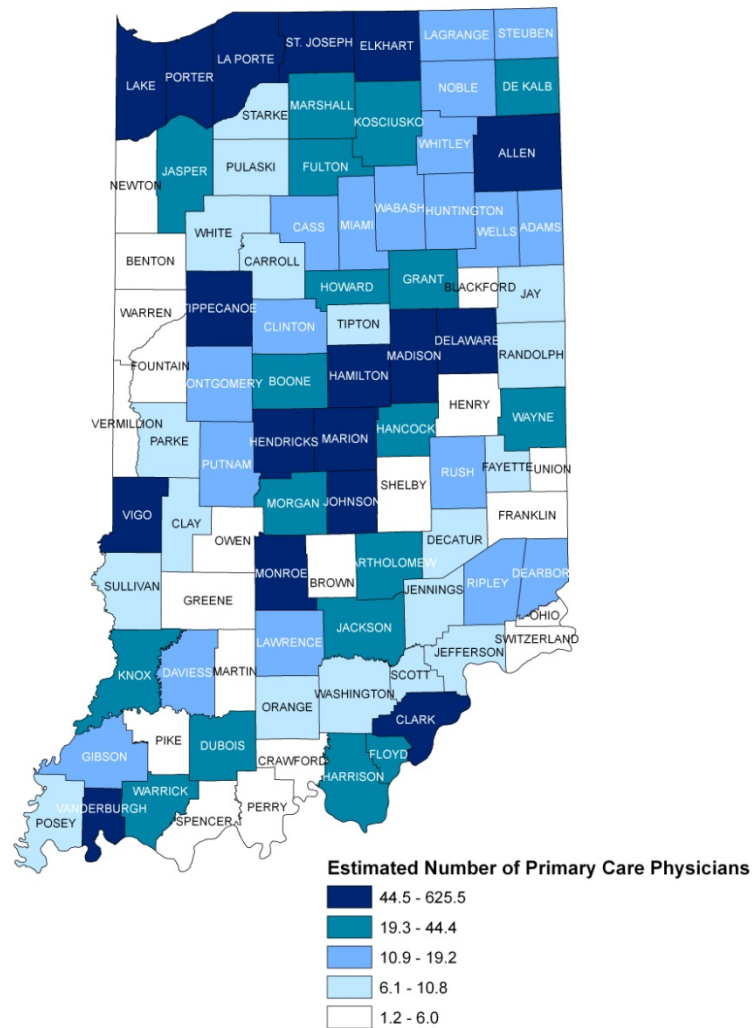 LAGRANGE
STEUBEN
ST. JOSEPH
ELKHART
LA PORTE
PORTER
LAKE
NOBLE
DE KALB
MARSHALL
STARKE
KOSCIUSKO
WHITLEY
ALLEN
JASPER
PULASKI
FULTON
NEWTON
WABASH
HUNTINGTON
CASS
MIAMI
WELLS
ADAMS
WHITE
BENTON
CARROLL
HOWARD
GRANT
BLACKFORD
JAY
WARREN
TIPPECANOE
CLINTON
TIPTON
MADISON
DELAWARE
RANDOLPH
FOUNTAIN
MONTGOMERY
BOONE
HAMILTON
HENRY
WAYNE
VERMILLION
PARKE
HENDRICKS
MARION
HANCOCK
PUTNAM
RUSH
FAYETTE
UNION
SHELBY
MORGAN
JOHNSON
VIGO
CLAY
OWEN
FRANKLIN
DECATUR
MONROE
BROWN
BARTHOLOMEW
SULLIVAN
GREENE
JENNINGS
RIPLEY
DEARBOR
OHIO
JACKSON
SWITZERLAND
LAWRENCE
JEFFERSON
KNOX
DAVIESS
MARTIN
SCOTT
WASHINGTON
ORANGE
CLARK
PIKE
DUBOIS
GIBSON
FLOYD
CRAWFORD
HARRISON
WARRICK
VANDERBURGH
POSEY
SPENCER
PERRY
Estimated Number of Primary Care Physicians
44.5 - 625.5
19.3 - 44.4
10.9 - 19.2
6.1 - 10.8
1.2 - 6.0